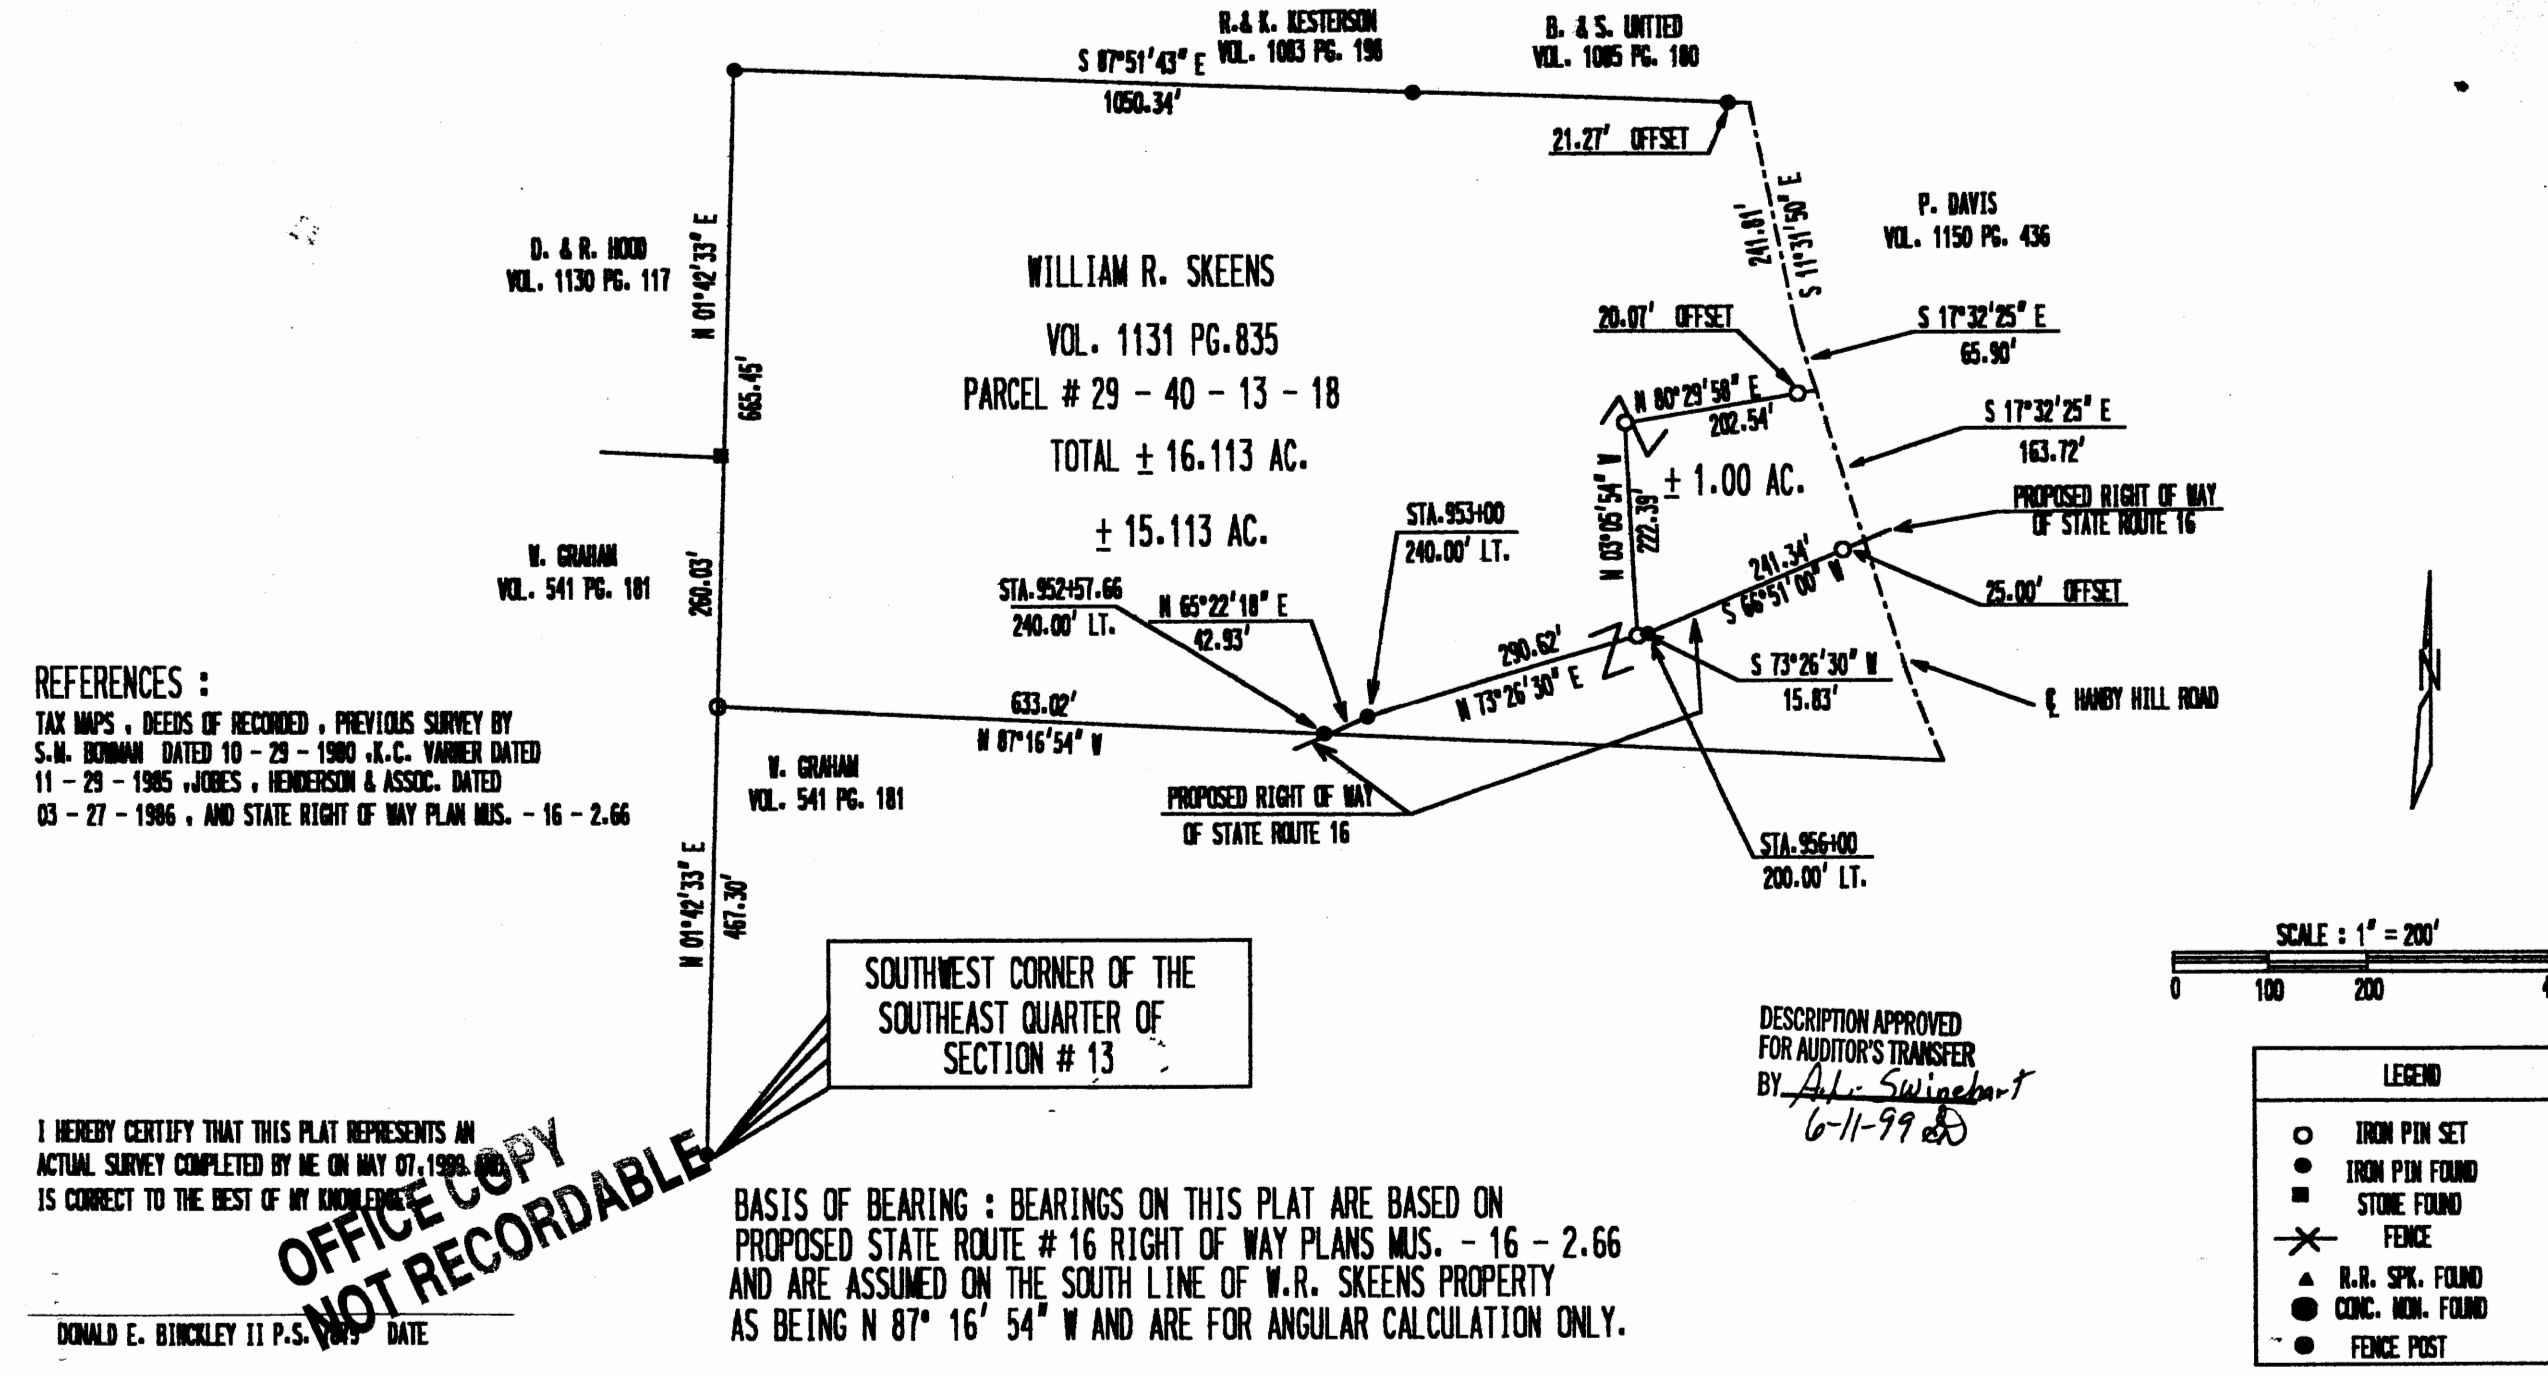 R.& K. KESTERSON
VOL. 1083 PG. 196
B. & S. UNTIED
VOL. 1085 PG. 180
S 87°51'43" E
1050.34'
21.27' OFFSET
241.81'
S 11°31'50" E
P. DAVIS
VOL. 1150 PG. 436
D. & R. HOOD
VOL. 1130 PG. 117
N 01°42'33" E
665.45'
WILLIAM R. SKEENS
VOL. 1131 PG.835
PARCEL # 29 - 40 - 13 - 18
TOTAL ± 16.113 AC.
± 15.113 AC.
20.07' OFFSET
S 17°32'25" E
65.90'
N 80°29'58" E
202.54'
S 17°32'25" E
163.72'
± 1.00 AC.
N 03°05'54" W
222.39'
PROPOSED RIGHT OF WAY
OF STATE ROUTE 16
STA.953+00
240.00' LT.
241.34'
S 66°51'00" W
25.00' OFFSET
W. GRAHAM
VOL. 541 PG. 181
260.03'
STA.952+57.66
240.00' LT.
N 65°22'18" E
42.93'
290.62'
N 73°26'30" E
S 73°26'30" W
15.83'
℄ HANBY HILL ROAD
N
REFERENCES :
TAX MAPS , DEEDS OF RECORDED , PREVIOUS SURVEY BY
S.M. BOWMAN DATED 10 - 29 - 1980 ,K.C. VARNER DATED
11 - 29 - 1985 ,JOBES , HENDERSON & ASSOC. DATED
03 - 27 - 1986 , AND STATE RIGHT OF WAY PLAN MUS. - 16 - 2.66
633.02'
N 87°16'54" W
W. GRAHAM
VOL. 541 PG. 181
PROPOSED RIGHT OF WAY
OF STATE ROUTE 16
STA.956+00
200.00' LT.
N 01°42'33" E
467.30'
SOUTHWEST CORNER OF THE
SOUTHEAST QUARTER OF
SECTION # 13
SCALE : 1" = 200'
0 100 200
DESCRIPTION APPROVED
FOR AUDITOR'S TRANSFER
BY A.L. Swinehart
6-11-99
LEGEND
IRON PIN SET
IRON PIN FOUND
STONE FOUND
FENCE
R.R. SPK. FOUND
CONC. MON. FOUND
FENCE POST
I HEREBY CERTIFY THAT THIS PLAT REPRESENTS AN
ACTUAL SURVEY COMPLETED BY ME ON MAY 07,1999 AND
IS CORRECT TO THE BEST OF MY KNOWLEDGE
OFFICE COPY
NOT RECORDABLE
DONALD E. BINCKLEY II P.S. DATE
BASIS OF BEARING : BEARINGS ON THIS PLAT ARE BASED ON
PROPOSED STATE ROUTE # 16 RIGHT OF WAY PLANS MUS. - 16 - 2.66
AND ARE ASSUMED ON THE SOUTH LINE OF W.R. SKEENS PROPERTY
AS BEING N 87° 16' 54" W AND ARE FOR ANGULAR CALCULATION ONLY.